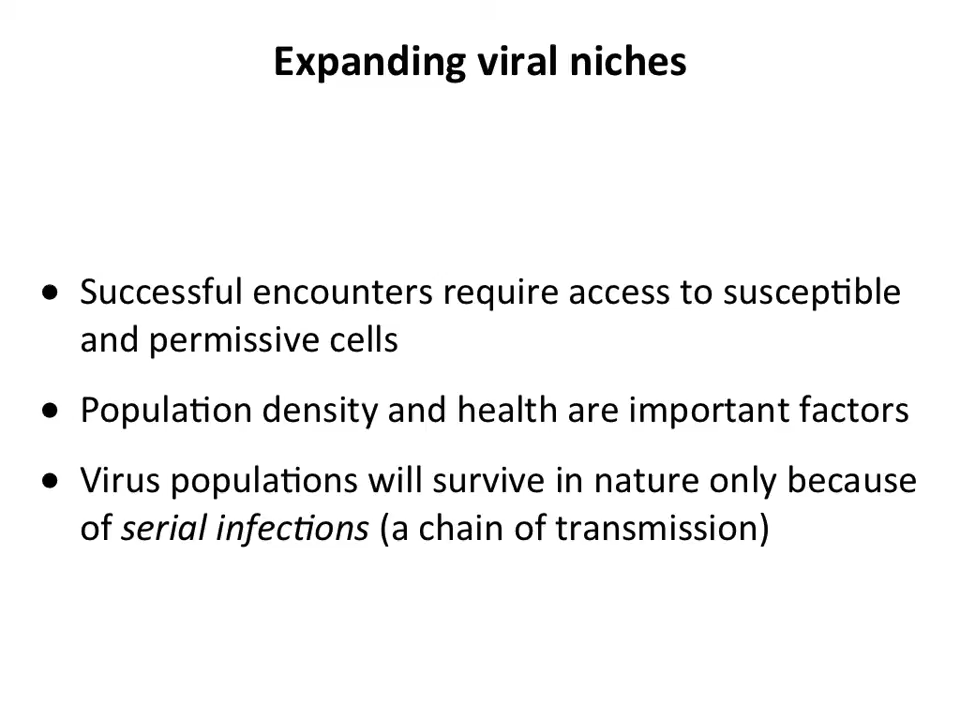 Expanding viral niches
• Successful encounters require access to susceptible
and permissive cells
• Population density and health are important factors
• Virus populations will survive in nature only because
of serial infections (a chain of transmission)